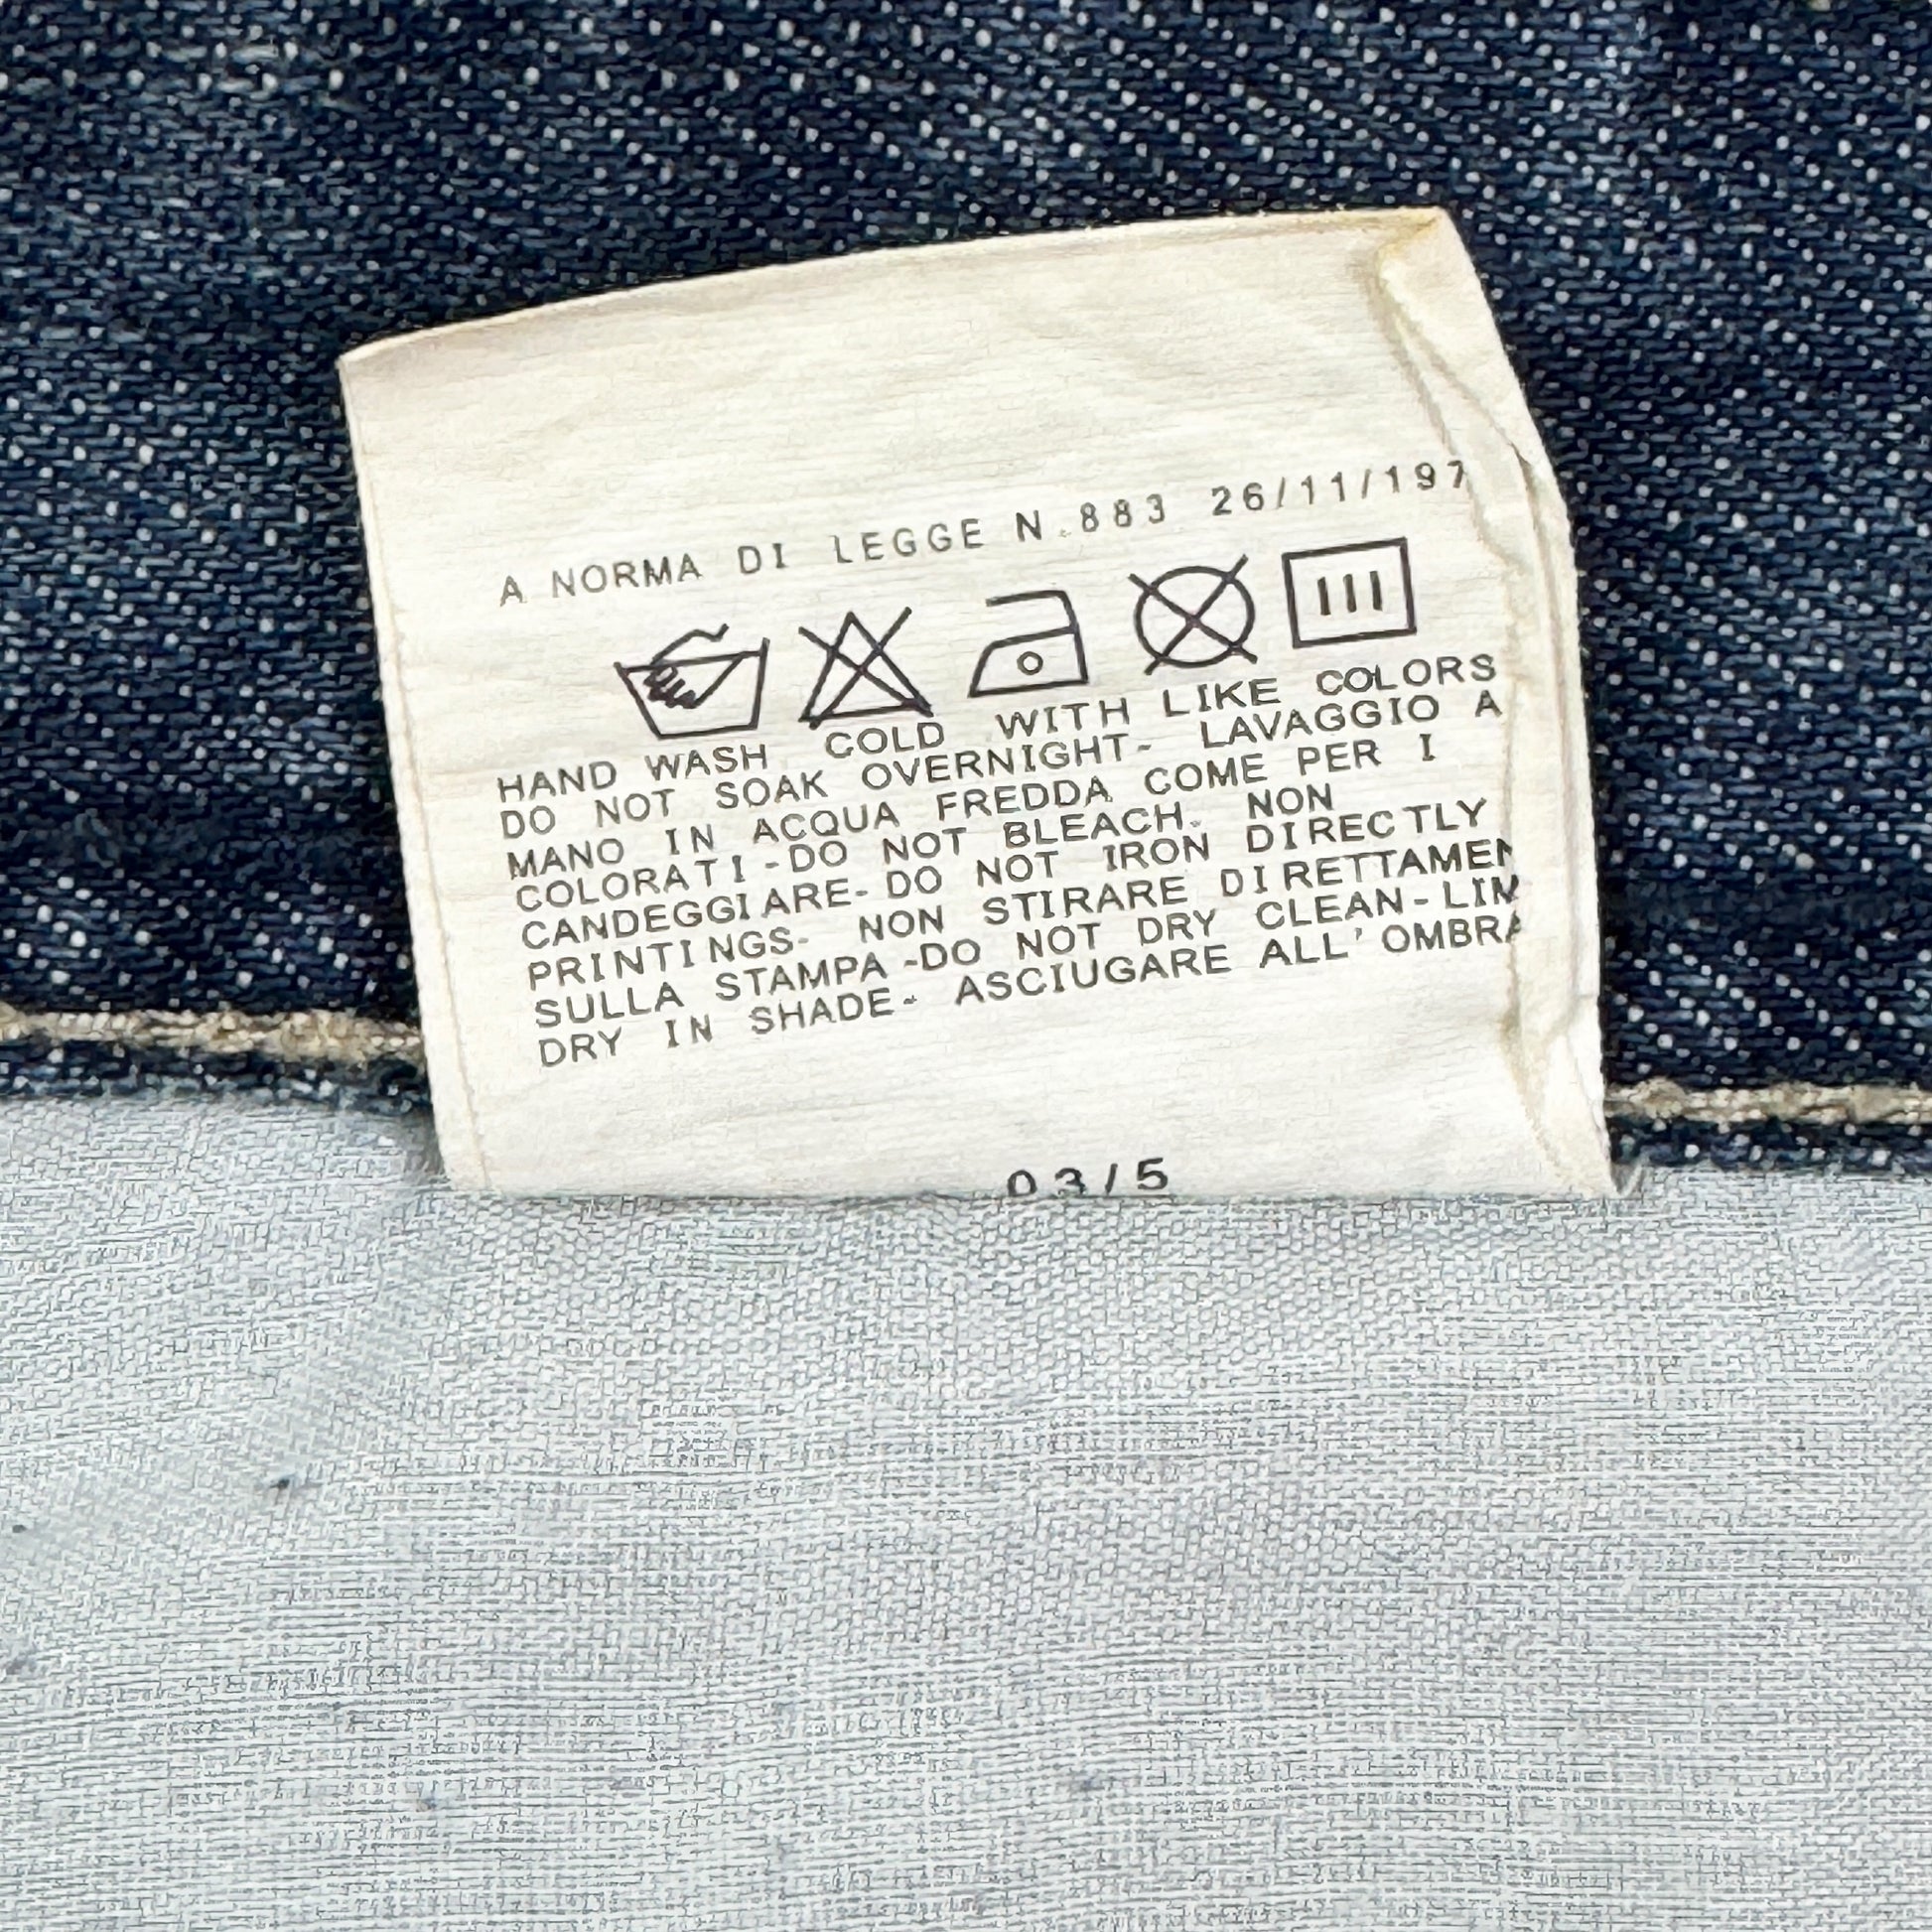 A NORMA DI LEGGE N.883 26/11/197
HAND WASH COLD WITH LIKE COLORS
DO NOT SOAK OVERNIGHT- LAVAGGIO A
MANO IN ACQUA FREDDA COME PER I
COLORATI-DO NOT BLEACH. NON
CANDEGGIARE-DO NOT IRON DIRECTLY
PRINTINGS- NON STIRARE DIRETTAMEN
SULLA STAMPA-DO NOT DRY CLEAN-LIN
DRY IN SHADE- ASCIUGARE ALL'OMBRA
03/5